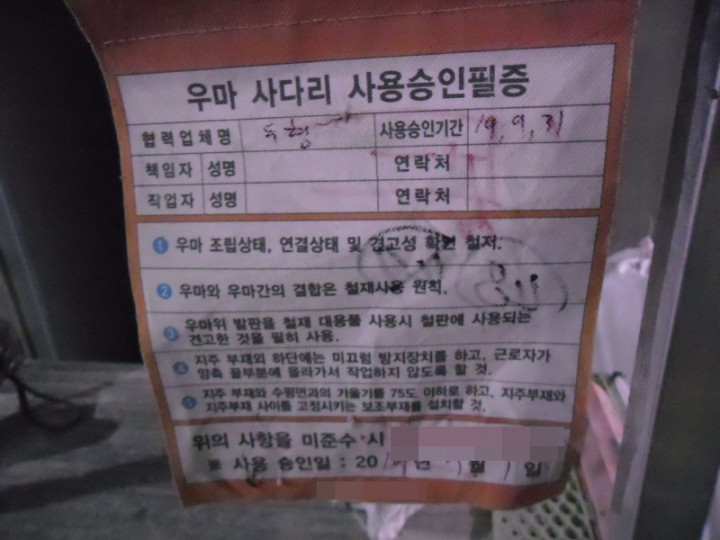 우마 사다리 사용승인필증
협력업체명 사용승인기간 19, 9, 31
책임자 성명 연락처
작업자 성명 연락처
1 우마 조립상태, 연결상태 및 견고성 확인 철저.
2 우마와 우마간의 결합은 철재사용 원칙.
3 우마위 발판을 철재 대용품 사용시 철판에 사용되는
견고한 것을 필히 사용.
4 지주 부재의 하단에는 미끄럼 방지장치를 하고, 근로자가
양측 끝부분에 올라가서 작업하지 않도록 할 것.
5 지주 부재와 수평면과의 기울기를 75도 이하로 하고, 지주부재와
지주부재 사이를 고정시키는 보조부재를 설치할 것.
위의 사항을 미준수 시
※ 사용 승인일 : 20 년 월 일